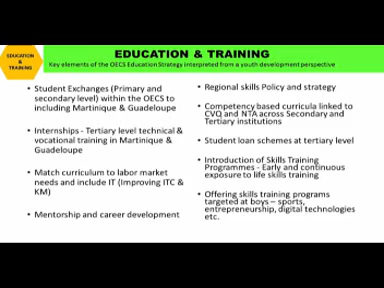 EDUCATION
&
TRAINING
EDUCATION & TRAINING
Key elements of the OECS Education Strategy interpreted from a youth development perspective
• Student Exchanges (Primary and
secondary level) within the OECS to
including Martinique & Guadeloupe
• Internships - Tertiary level technical &
vocational training in Martinique &
Guadeloupe
• Match curriculum to labor market
needs and include IT (Improving ITC &
KM)
• Mentorship and career development
• Regional skills Policy and strategy
• Competency based curricula linked to
CVQ and NTA across Secondary and
Tertiary institutions
• Student loan schemes at tertiary level
• Introduction of Skills Training
Programmes - Early and continuous
exposure to life skills training
• Offering skills training programs
targeted at boys – sports,
entrepreneurship, digital technologies
etc.